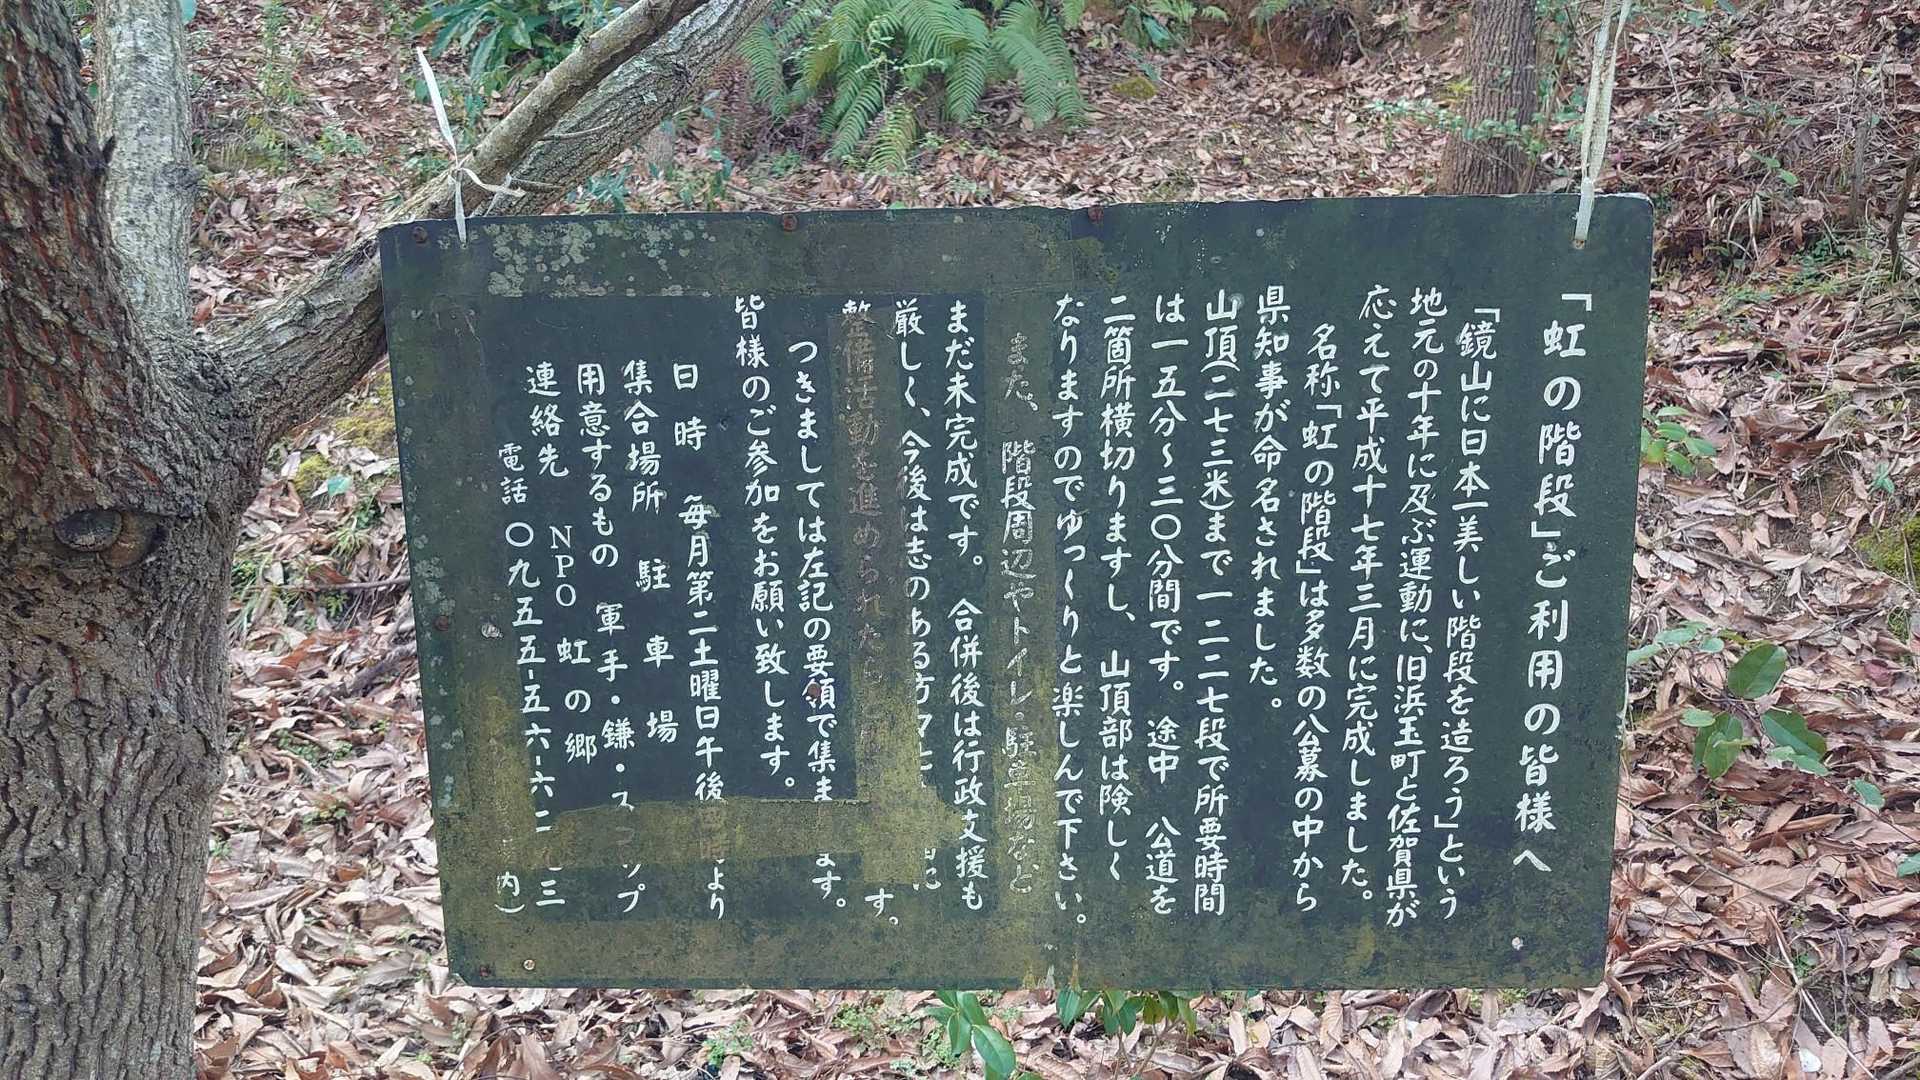 「虹の階段」ご利用の皆様へ
「鏡山に日本一美しい階段を造ろう」という
地元の十年に及ぶ運動に、旧浜玉町と佐賀県が
応えて平成十七年三月に完成しました。
名称「虹の階段」は多数の公募の中から
県知事が命名されました。
山頂(二七三米)まで一二二七段で所要時間
は一五分～三〇分間です。途中 公道を
二箇所横切りますし、山頂部は険しく
なりますのでゆっくりと楽しんで下さい。
また、階段周辺やトイレ・駐車場など
まだ未完成です。合併後は行政支援も
厳しく、今後は志のある方々
整備活動を進められたら す。
つきましては左記の要領で集ま ます。
皆様のご参加をお願い致します。
日時 毎月第二土曜日午後 時より
集合場所 駐車場
用意するもの 軍手・鎌・ス ップ
連絡先 NPO 虹の郷
電話 〇九五五-五六-六二 三
内)